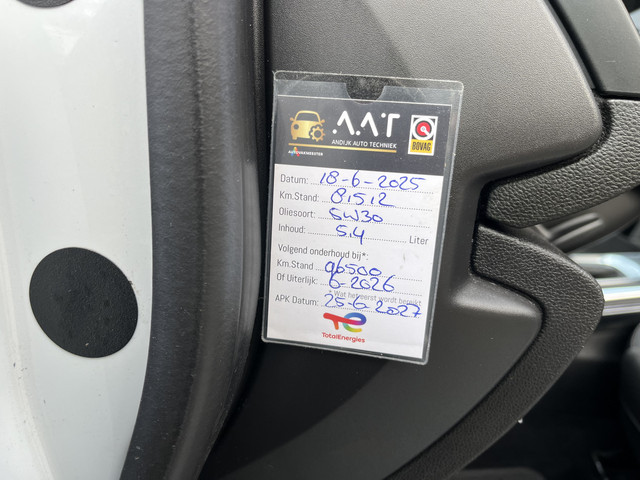 A.A.T
ANDIJK AUTO TECHNIEK
BOVAG
AUTOVAKMEESTER
Datum: 18-6-2025
Km.Stand: 81512
Oliesoort: 5W30
Inhoud: 5.4 Liter
Volgend onderhoud bij*:
Km.Stand: 96500
Of Uiterlijk: 6-2026
*Wat het eerst wordt bereikt
APK Datum: 25-6-2027
TotalEnergies